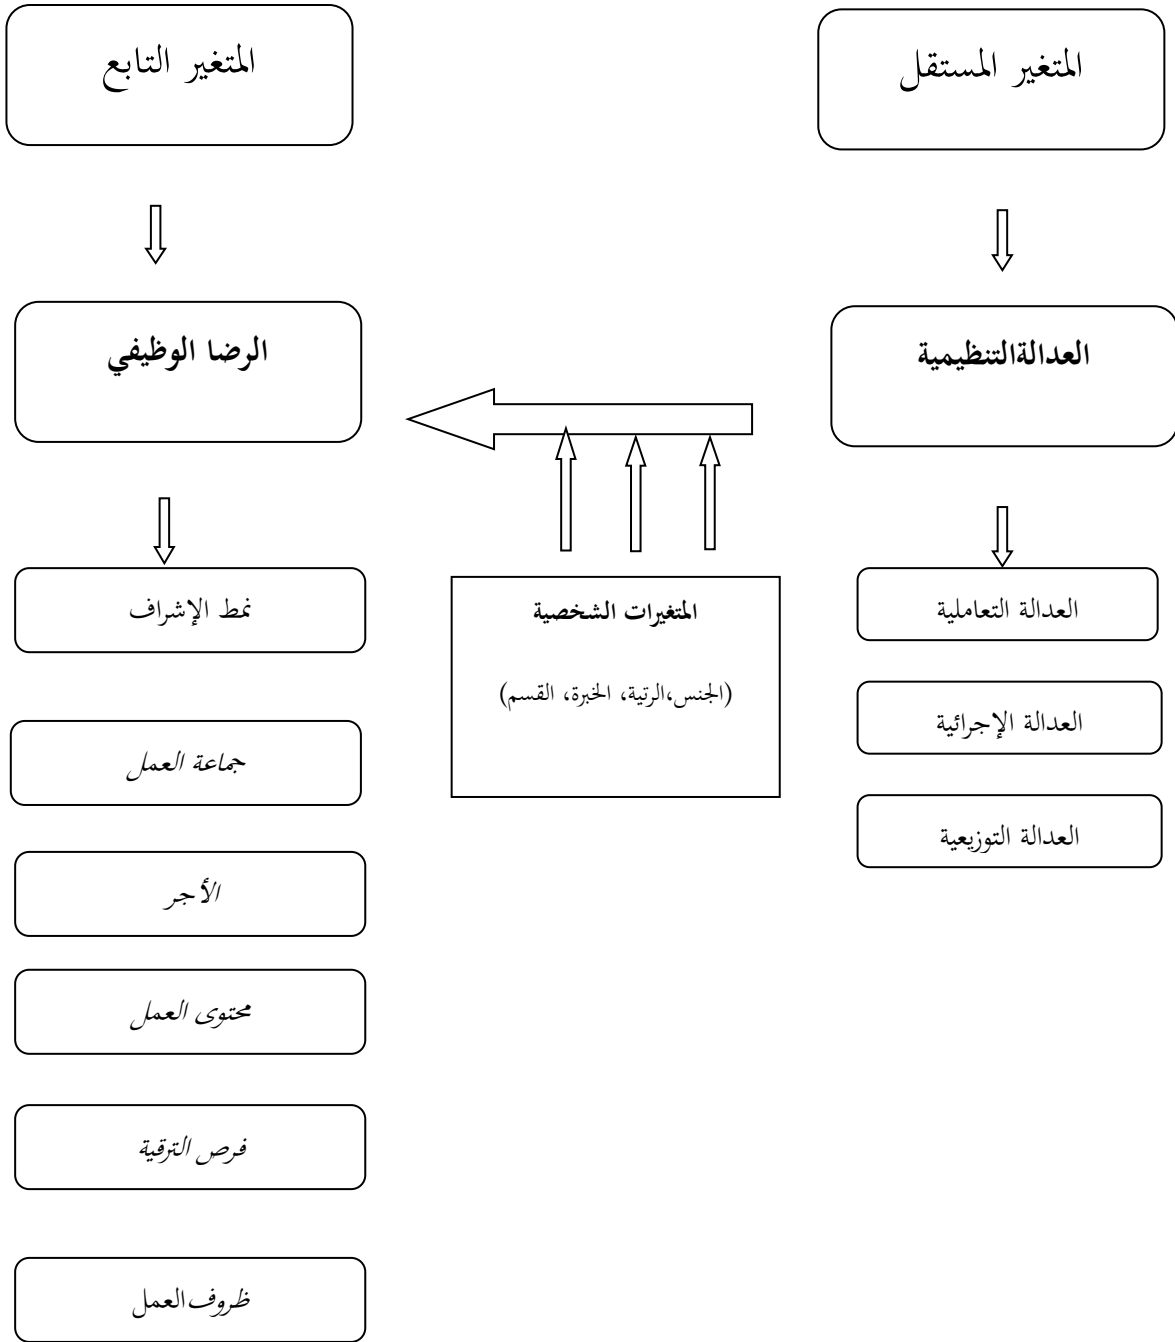 المتغير المستقل
المتغير التابع
العدالةالتنظيمية
الرضا الوظيفي
العدالة التعاملية
العدالة الإجرائية
العدالة التوزيعية
المتغيرات الشخصية
(الجنس،الرتبة، الخبرة، القسم)
نمط الإشراف
جماعة العمل
الأجر
محتوى العمل
فرص الترقية
ظروف العمل